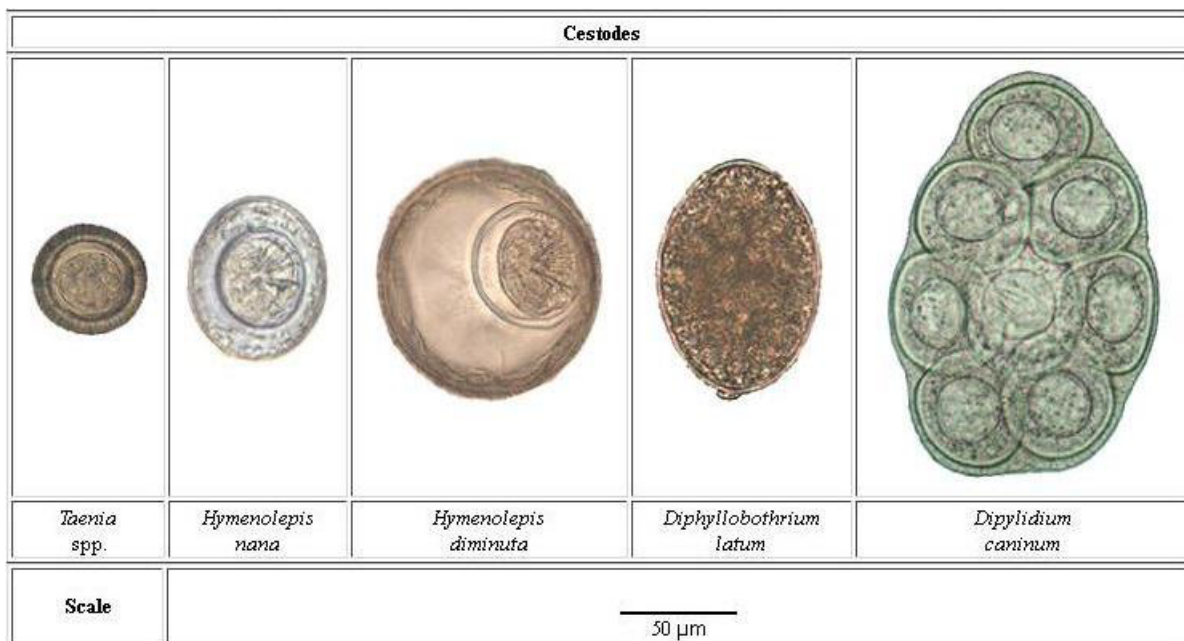 Cestodes
Taenia
spp.
Hymenolepis
nana
Hymenolepis
diminuta
Diphyllobothrium
latum
Dipylidium
caninum
Scale
50 µm